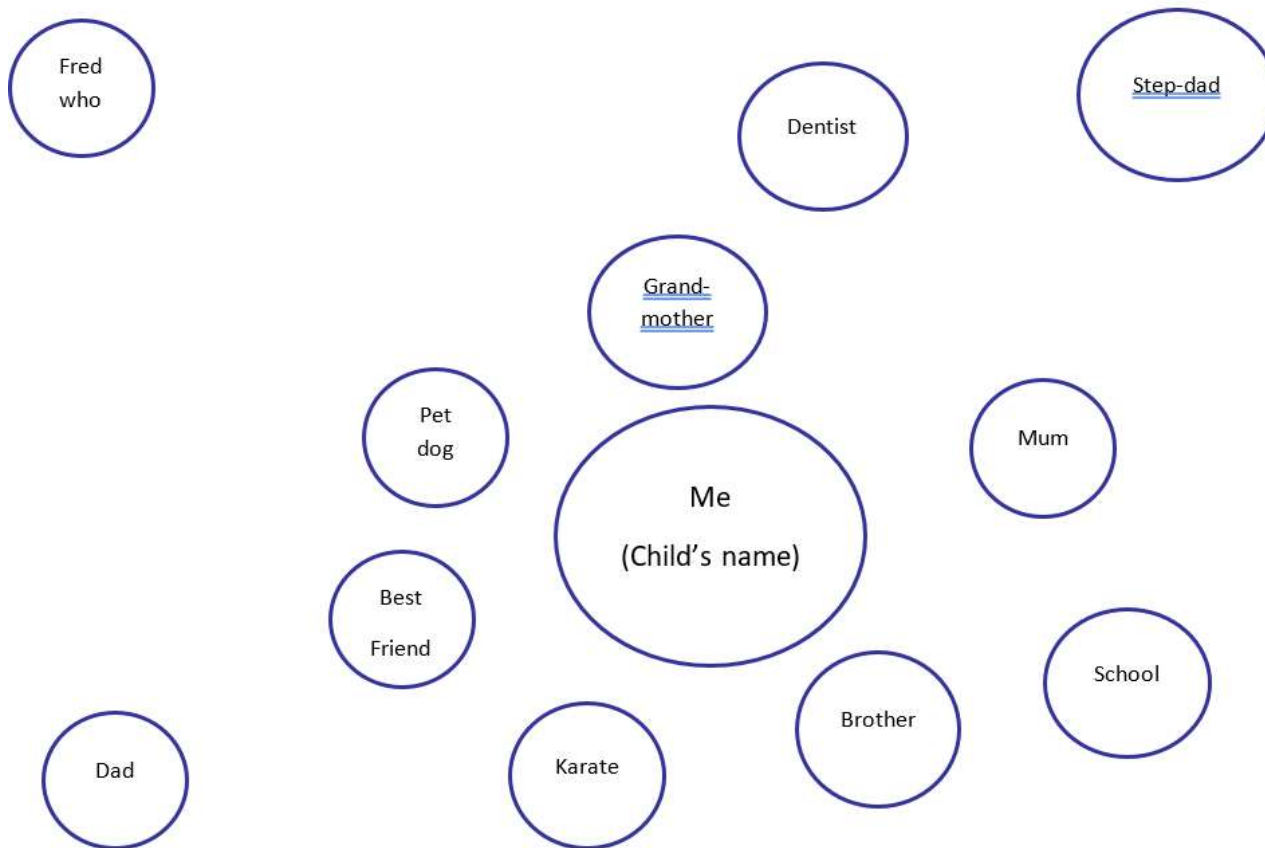 Fred
who
Dentist
Step-dad
Grand-
mother
Pet
dog
Mum
Me
(Child's name)
Best
Friend
School
Brother
Karate
Dad